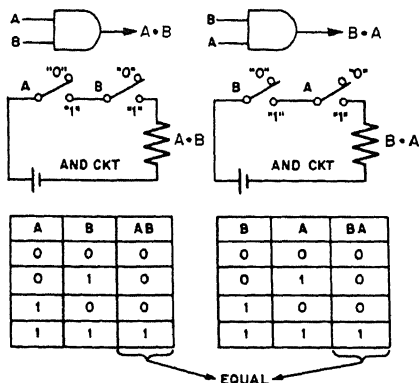 A
B
A•B
B
A
B•A
A "0" B "0"
"1" "1"
A•B
AND CKT
B "0" A "0"
"1" "1"
B•A
AND CKT
A B AB
0 0 0
0 1 0
1 0 0
1 1 1
B A BA
0 0 0
0 1 0
1 0 0
1 1 1
EQUAL